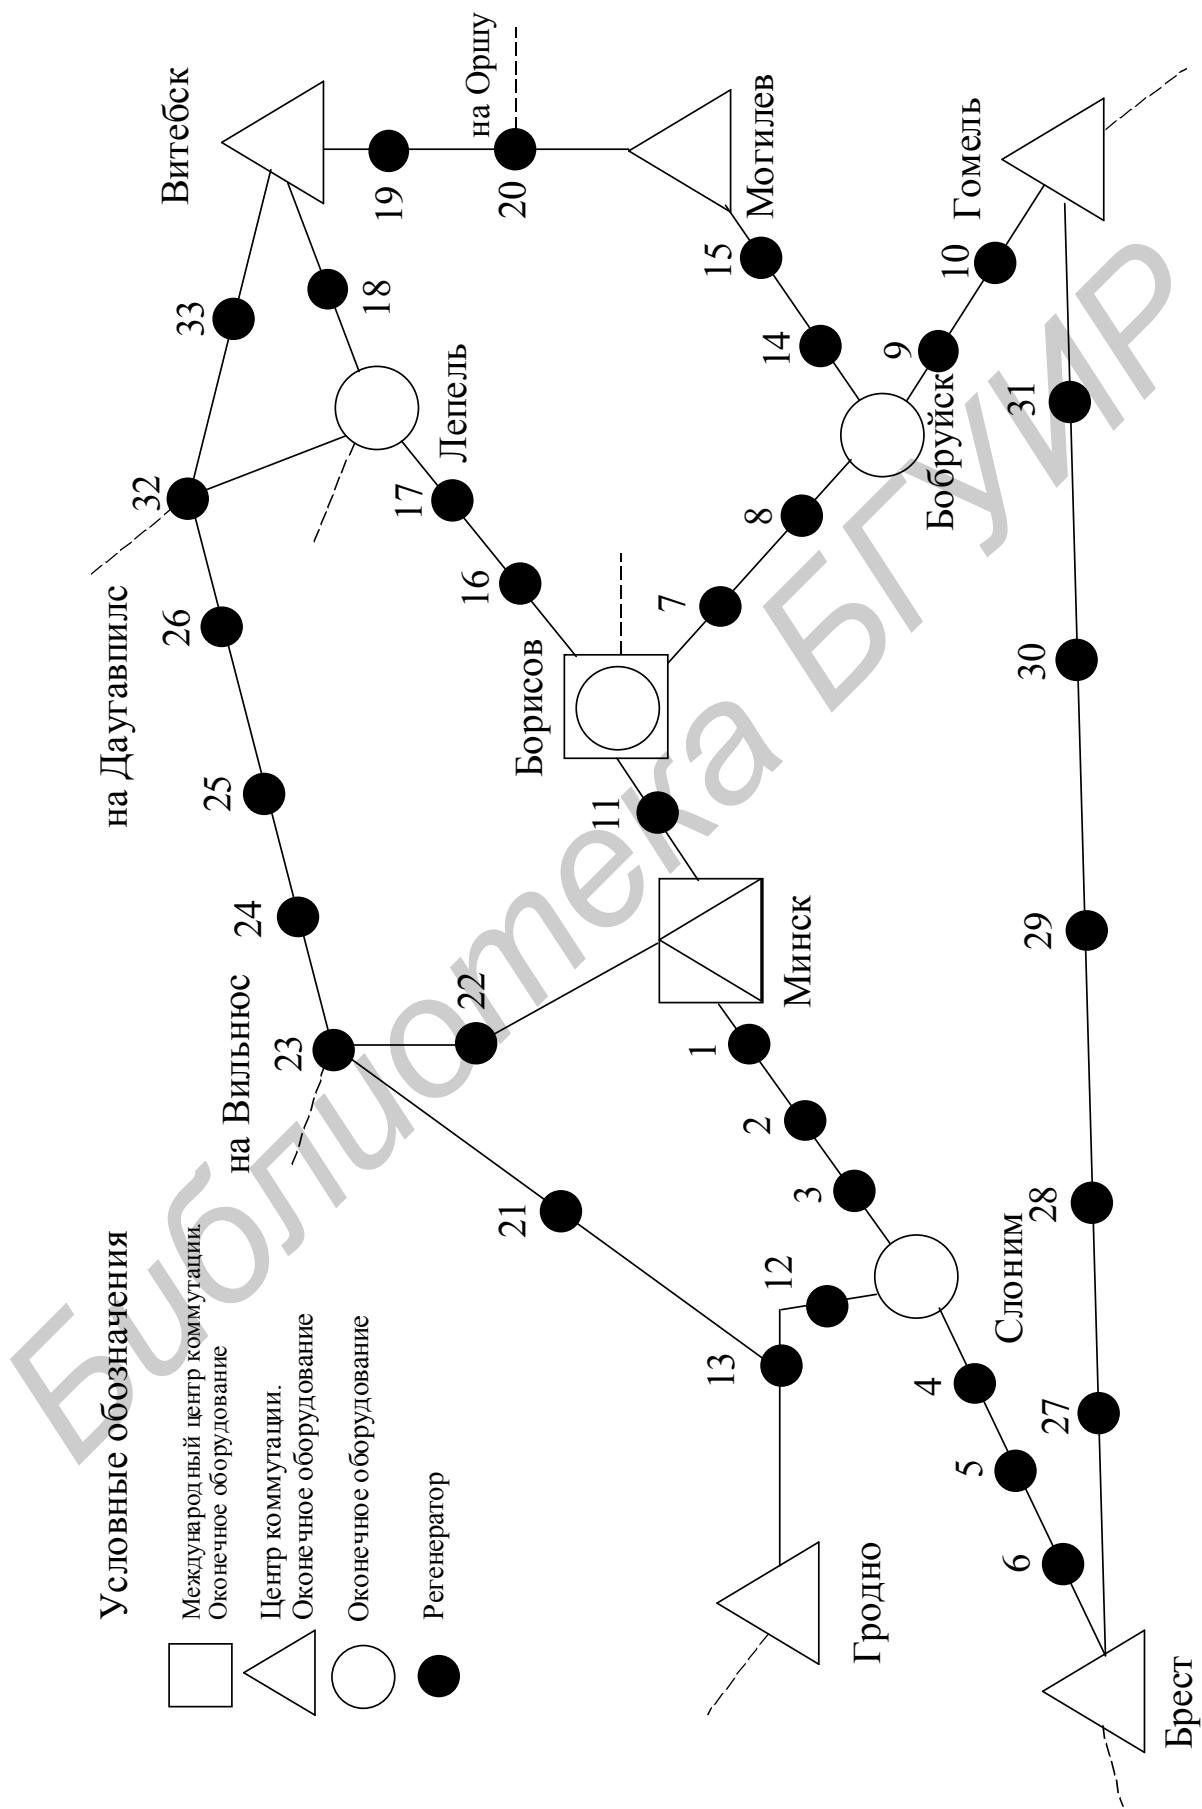 Условные обозначения
Международный центр коммутации.
Оконечное оборудование
Центр коммутации.
Оконечное оборудование
Оконечное оборудование
Регенератор
на Вильнюс
на Даугавпилс
Витебск
на Оршу
Могилев
Гомель
Лепель
Борисов
Бобруйск
Минск
Слоним
Гродно
Брест
1
2
3
4
5
6
7
8
9
10
11
12
13
14
15
16
17
18
19
20
21
22
23
24
25
26
27
28
29
30
31
32
33
Библиотека БГУИР